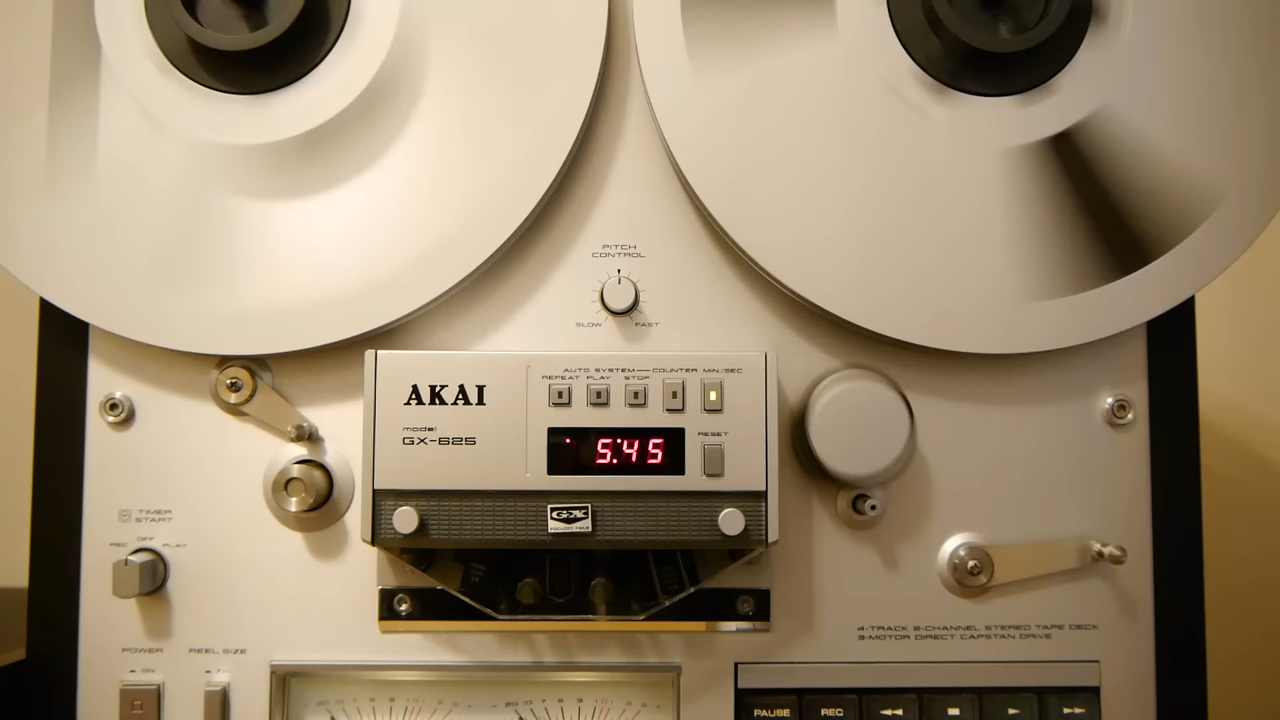 PITCH
CONTROL
SLOW FAST
AUTO SYSTEM COUNTER MIN./SEC
REPEAT PLAY STOP
AKAI
model
GX-625
5.45
RESET
GX
TIMER
START
REC OFF PLAY
4-TRACK 2-CHANNEL STEREO TAPE DECK
3-MOTOR DIRECT CAPSTAN DRIVE
POWER REEL SIZE
ON
PAUSE REC